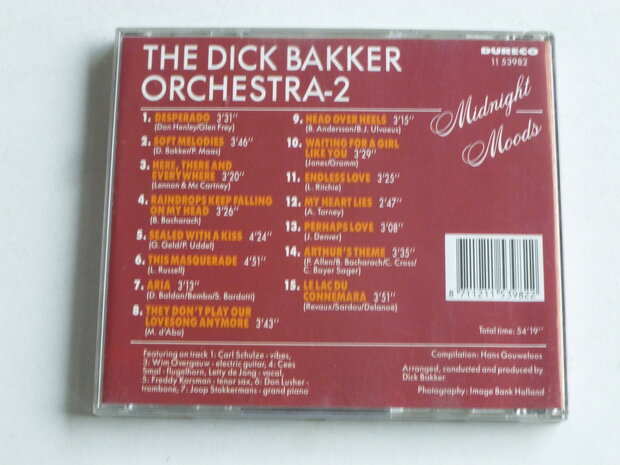 THE DICK BAKKER
ORCHESTRA-2
DURECO
11 53982
Midnight
Moods
1. DESPERADO 3'31"
(Don Henley/Glen Frey)
2. SOFT MELODIES 3'46"
(D. Bakker/P. Maas)
3. HERE, THERE AND
EVERYWHERE 3'20"
(Lennon & Mc Cartney)
4. RAINDROPS KEEP FALLING
ON MY HEAD 3'26"
(B. Bacharach)
5. SEALED WITH A KISS 4'24"
(G. Geld/P. Uddel)
6. THIS MASQUERADE 4'51"
(L. Russell)
7. ARIA 3'13"
(D. Baldan/Bembo/S. Bardotti)
8. THEY DON'T PLAY OUR
LOVESONG ANYMORE 3'43"
(M. d'Abo)
9. HEAD OVER HEELS 3'15"
(B. Andersson/B.J. Ulvaeus)
10. WAITING FOR A GIRL
LIKE YOU 3'29"
(Jones/Gramm)
11. ENDLESS LOVE 3'25"
(L. Ritchie)
12. MY HEART LIES 2'47"
(A. Tarney)
13. PERHAPS LOVE 3'08"
(J. Denver)
14. ARTHUR'S THEME 3'35"
(P. Allen/B. Bacharach/C. Cross/
C. Bayer Sager)
15. LE LAC DU
CONNEMARA 3'51"
(Revaux/Sardou/Delanoë)
8 711211 539822
Total time: 54'19"
Featuring on track 1: Carl Schulze - vibes,
3: Wim Overgauw - electric guitar, 4: Cees
Smal - flugelhorn, Letty de Jong - vocal,
5: Freddy Korsman - tenor sax, 6: Don Lusher -
trombone, 7: Joop Stokkermans - grand piano
Compilation: Hans Gouweloos
Arranged, conducted and produced by
Dick Bakker
Photography: Image Bank Holland